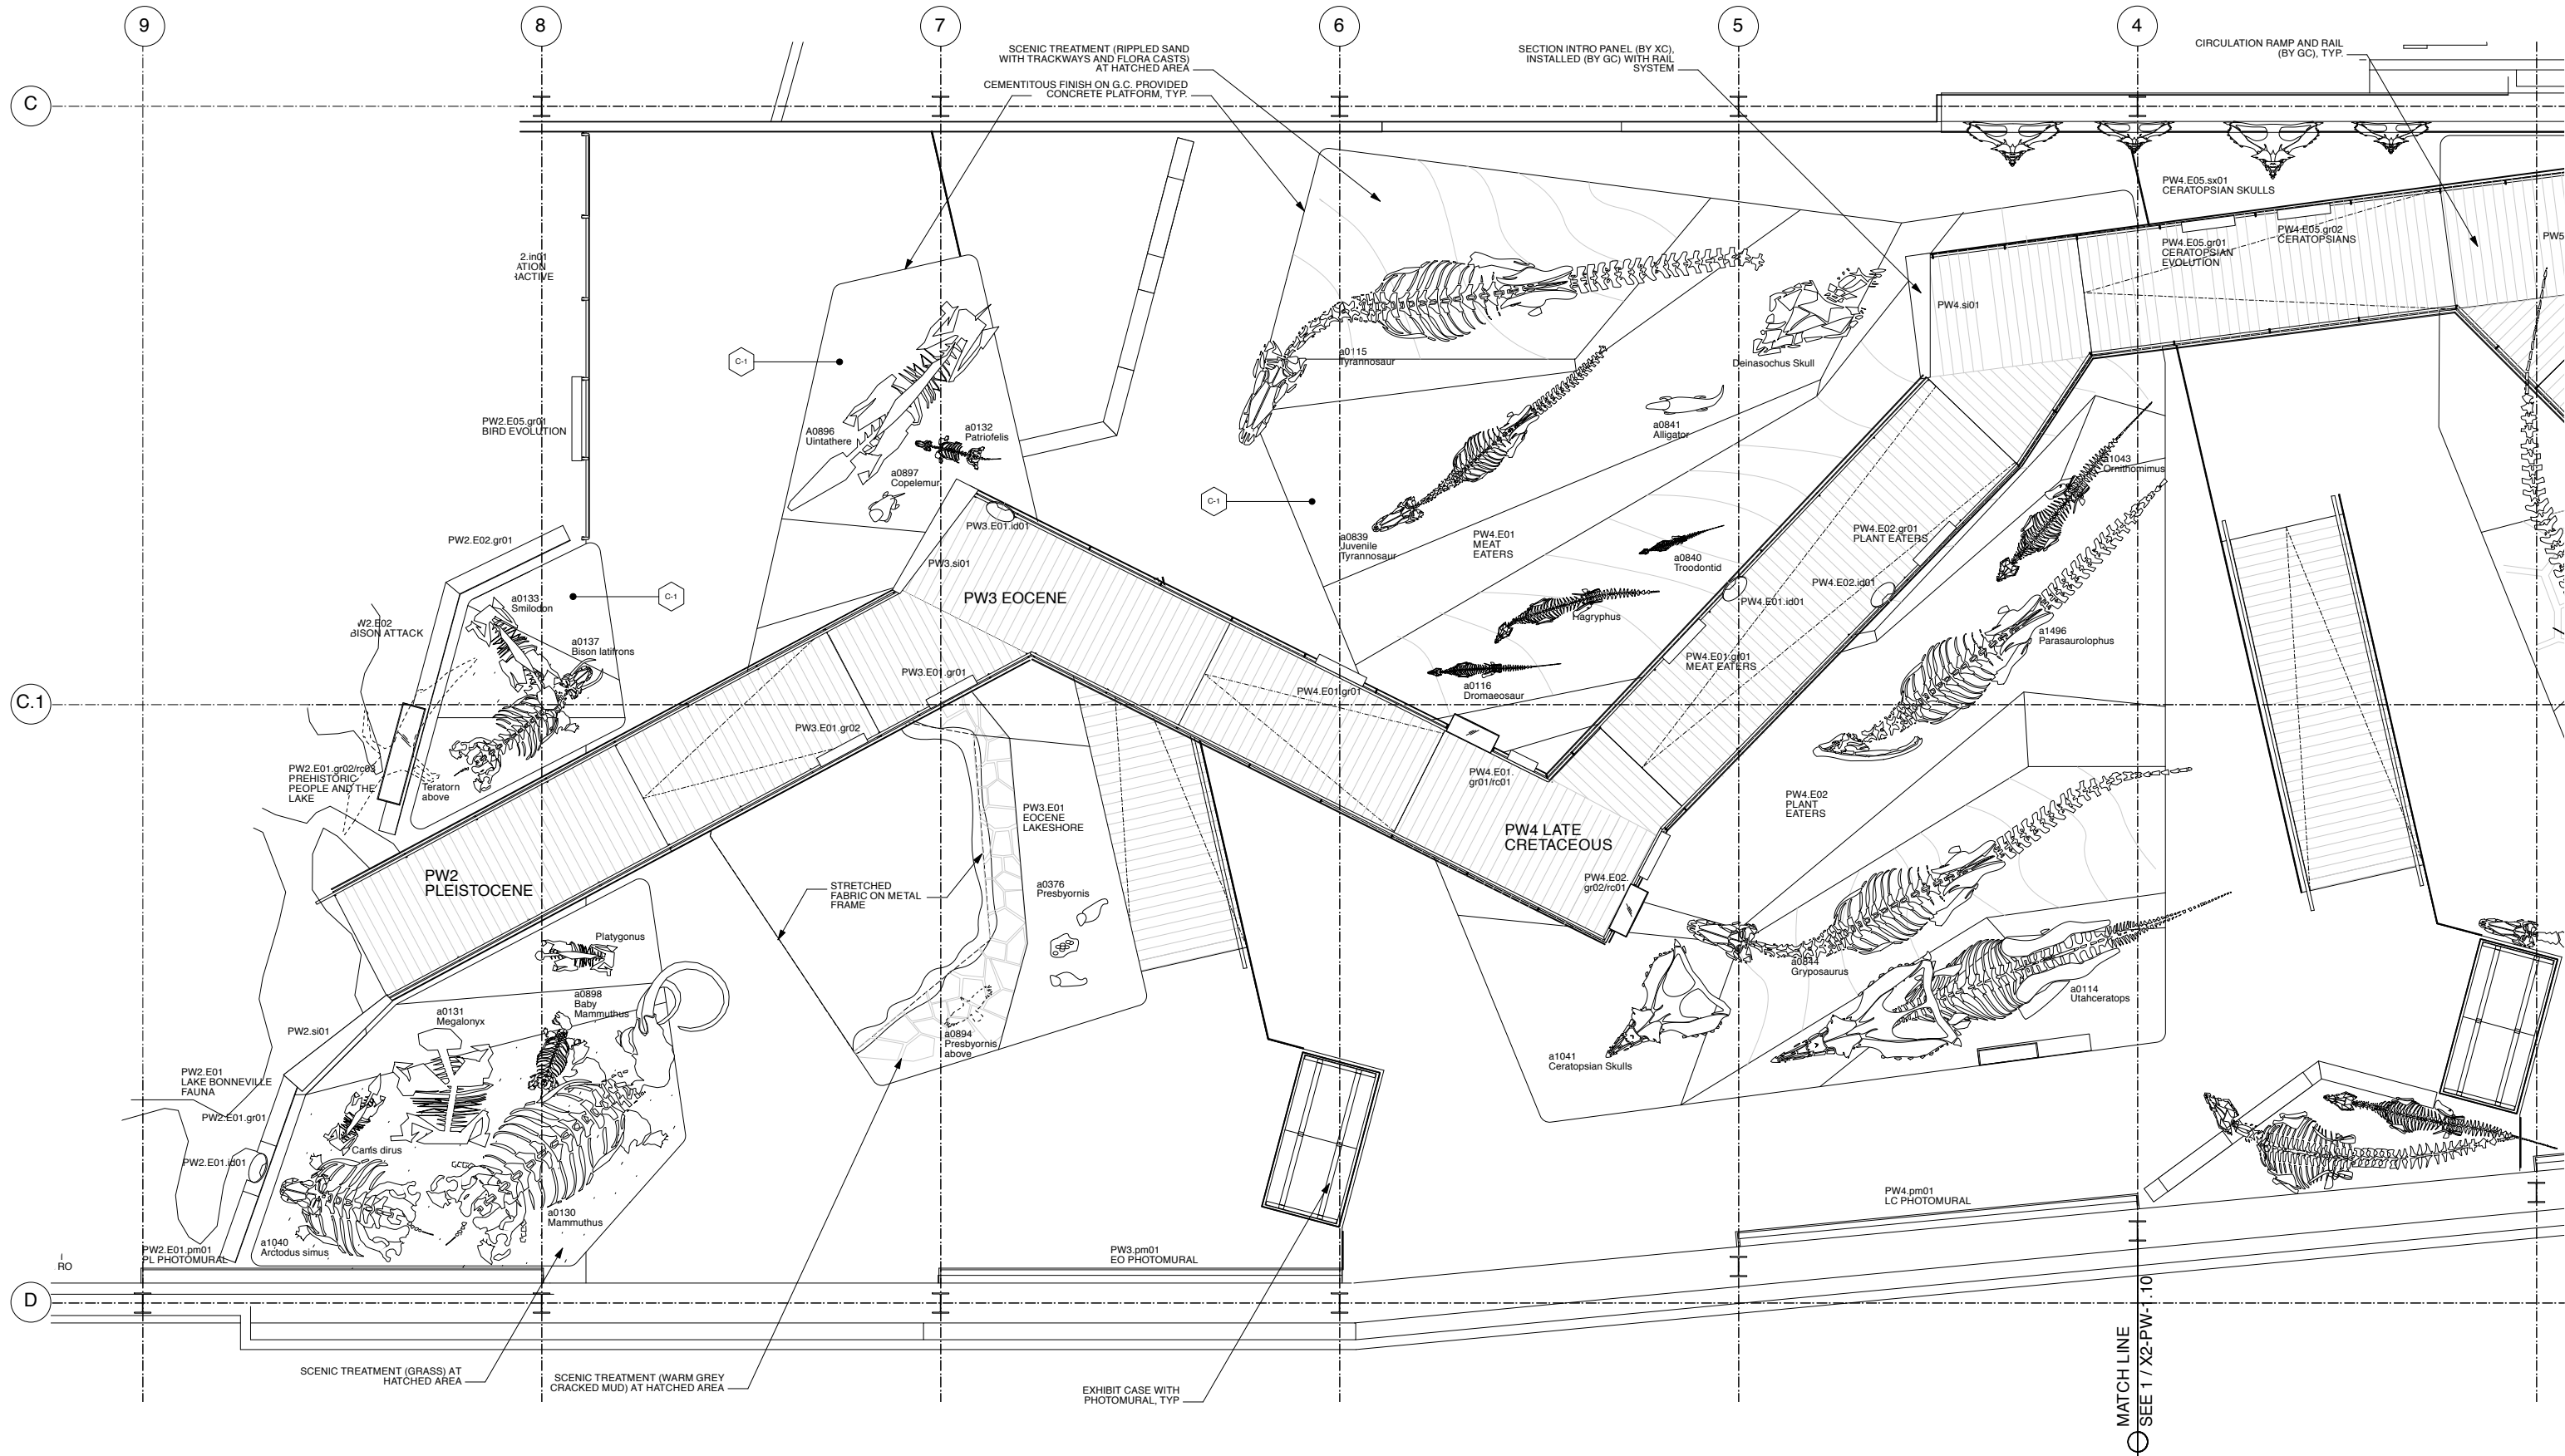 9
8
7
6
5
4
SCENIC TREATMENT (RIPPLED SAND
WITH TRACKWAYS AND FLORA CASTS)
AT HATCHED AREA
CEMENTITOUS FINISH ON G.C. PROVIDED
CONCRETE PLATFORM, TYP.
SECTION INTRO PANEL (BY XC),
INSTALLED (BY GC) WITH RAIL
SYSTEM
CIRCULATION RAMP AND RAIL
(BY GC), TYP.
C
PW4.E05.sx01
CERATOPSIAN SKULLS
PW4.E05.gr02
CERATOPSIANS
PW4.E05.gr01
CERATOPSIAN
EVOLUTION
PW5
2.in01
ATION
RACTIVE
PW4.si01
C-1
a0115
Tyrannosaur
Deinasochus Skull
PW2.E05.gr01
BIRD EVOLUTION
A0896
Uintathere
a0132
Patriofelis
a0897
Copelemur
a0841
Alligator
a1043
Ornithomimus
C-1
PW3.E01.id01
PW2.E02.gr01
a0839
Juvenile
Tyrannosaur
PW4.E01
MEAT
EATERS
a0840
Troodontid
PW4.E02.gr01
PLANT EATERS
PW3.si01
PW3 EOCENE
PW4.E02.id01
PW4.E01.id01
C-1
a0133
Smilodon
W2.E02
BISON ATTACK
a0137
Bison latifrons
Hagryphus
a1496
Parasaurolophus
PW3.E01.gr01
PW4.E01.gr01
PW4.E01.gr01
MEAT EATERS
a0116
Dromaeosaur
C.1
PW3.E01.gr02
PW2.E01.gr02/rc03
PREHISTORIC
PEOPLE AND THE
LAKE
Teratorn
above
PW4.E01.
gr01/rc01
PW3.E01
EOCENE
LAKESHORE
PW4.E02
PLANT
EATERS
PW4 LATE
CRETACEOUS
PW2
PLEISTOCENE
STRETCHED
FABRIC ON METAL
FRAME
a0376
Presbyornis
PW4.E02.
gr02/rc01
Platygonus
a0844
Gryposaurus
a0114
Utahceratops
a0898
Baby
Mammuthus
a0131
Megalonyx
PW2.si01
a0894
Presbyornis
above
a1041
Ceratopsian Skulls
PW2.E01
LAKE BONNEVILLE
FAUNA
PW2.E01.gr01
Canis dirus
PW2.E01.id01
a0130
Mammuthus
a1040
Arctodus simus
PW4.pm01
LC PHOTOMURAL
PW2.E01.pm01
PL PHOTOMURAL
RO
PW3.pm01
EO PHOTOMURAL
D
SCENIC TREATMENT (GRASS) AT
HATCHED AREA
SCENIC TREATMENT (WARM GREY
CRACKED MUD) AT HATCHED AREA
EXHIBIT CASE WITH
PHOTOMURAL, TYP
MATCH LINE
SEE 1 / X2-PW-1.10